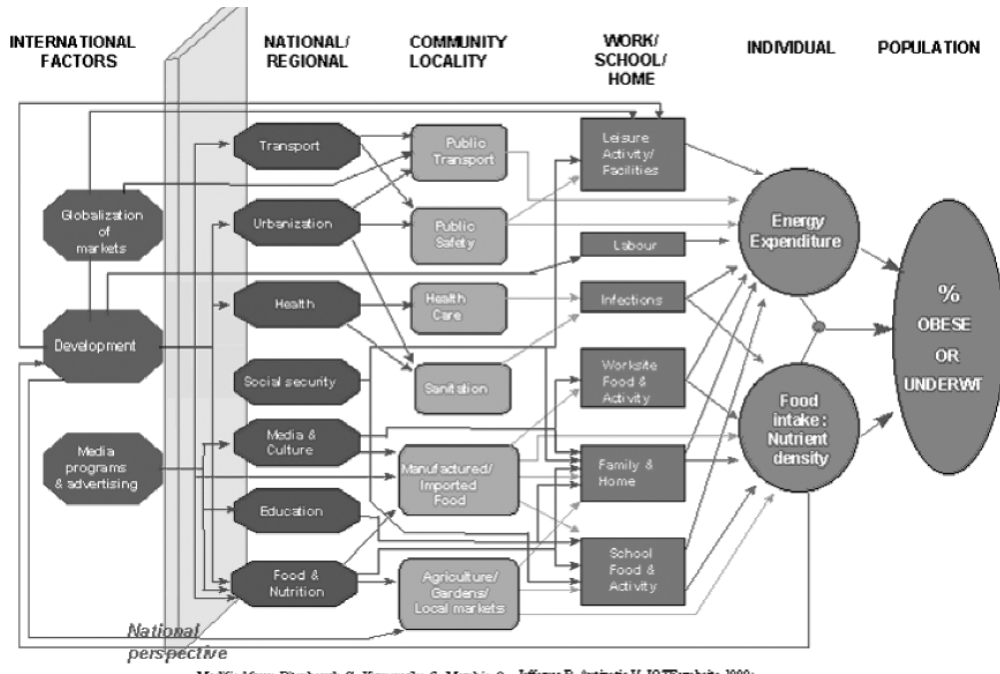 INTERNATIONAL
FACTORS
NATIONAL/
REGIONAL
COMMUNITY
LOCALITY
WORK/
SCHOOL/
HOME
INDIVIDUAL
POPULATION
Globalization
of
markets
Development
Media
programs
& advertising
Transport
Urbanization
Health
Social security
Media &
Culture
Education
Food &
Nutrition
National
perspective
Public
Transport
Public
Safety
Health
Care
Sanitation
Manufactured/
Imported
Food
Agriculture/
Gardens/
Local markets
Leisure
Activity/
Facilities
Labour
Infections
Worksite
Food &
Activity
Family &
Home
School
Food &
Activity
Energy
Expenditure
Food
intake :
Nutrient
density
%
OBESE
OR
UNDERWT